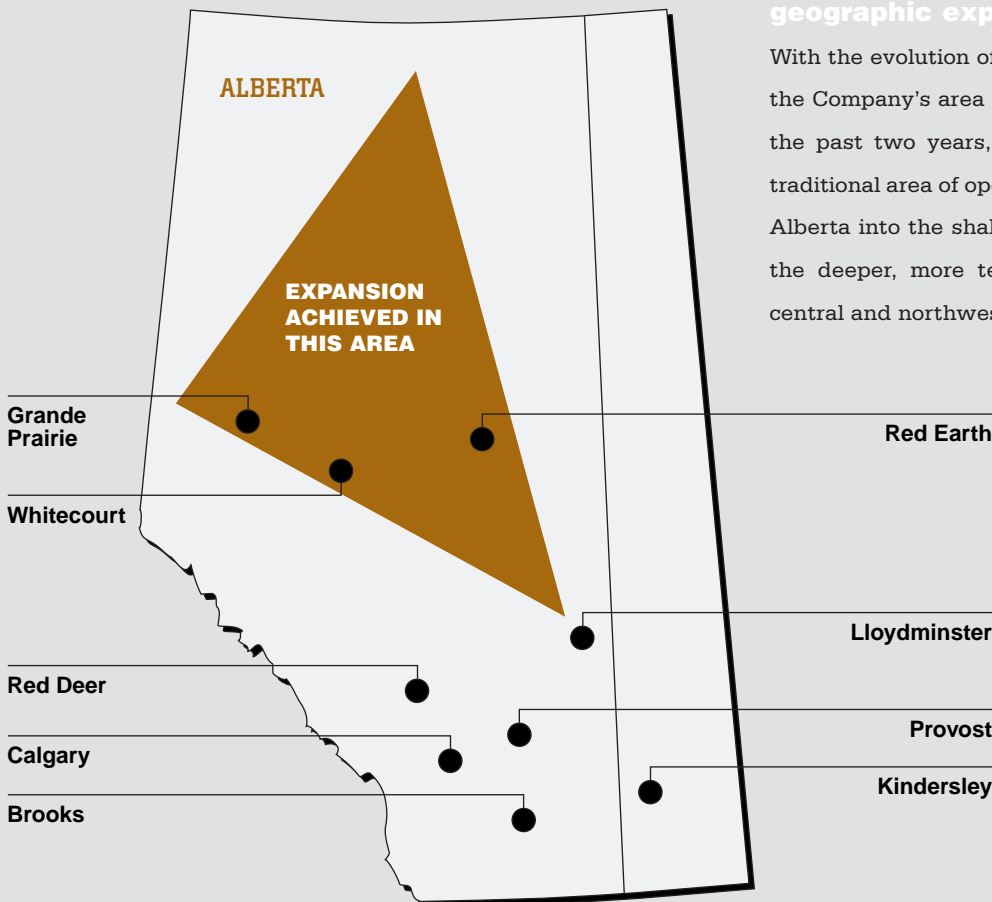 geographic exp
With the evolution of
the Company's area
the past two years,
traditional area of ope
Alberta into the shal
the deeper, more te
central and northwes
ALBERTA
EXPANSION
ACHIEVED IN
THIS AREA
Grande
Prairie
Whitecourt
Red Deer
Calgary
Brooks
Red Earth
Lloydminster
Provost
Kindersley